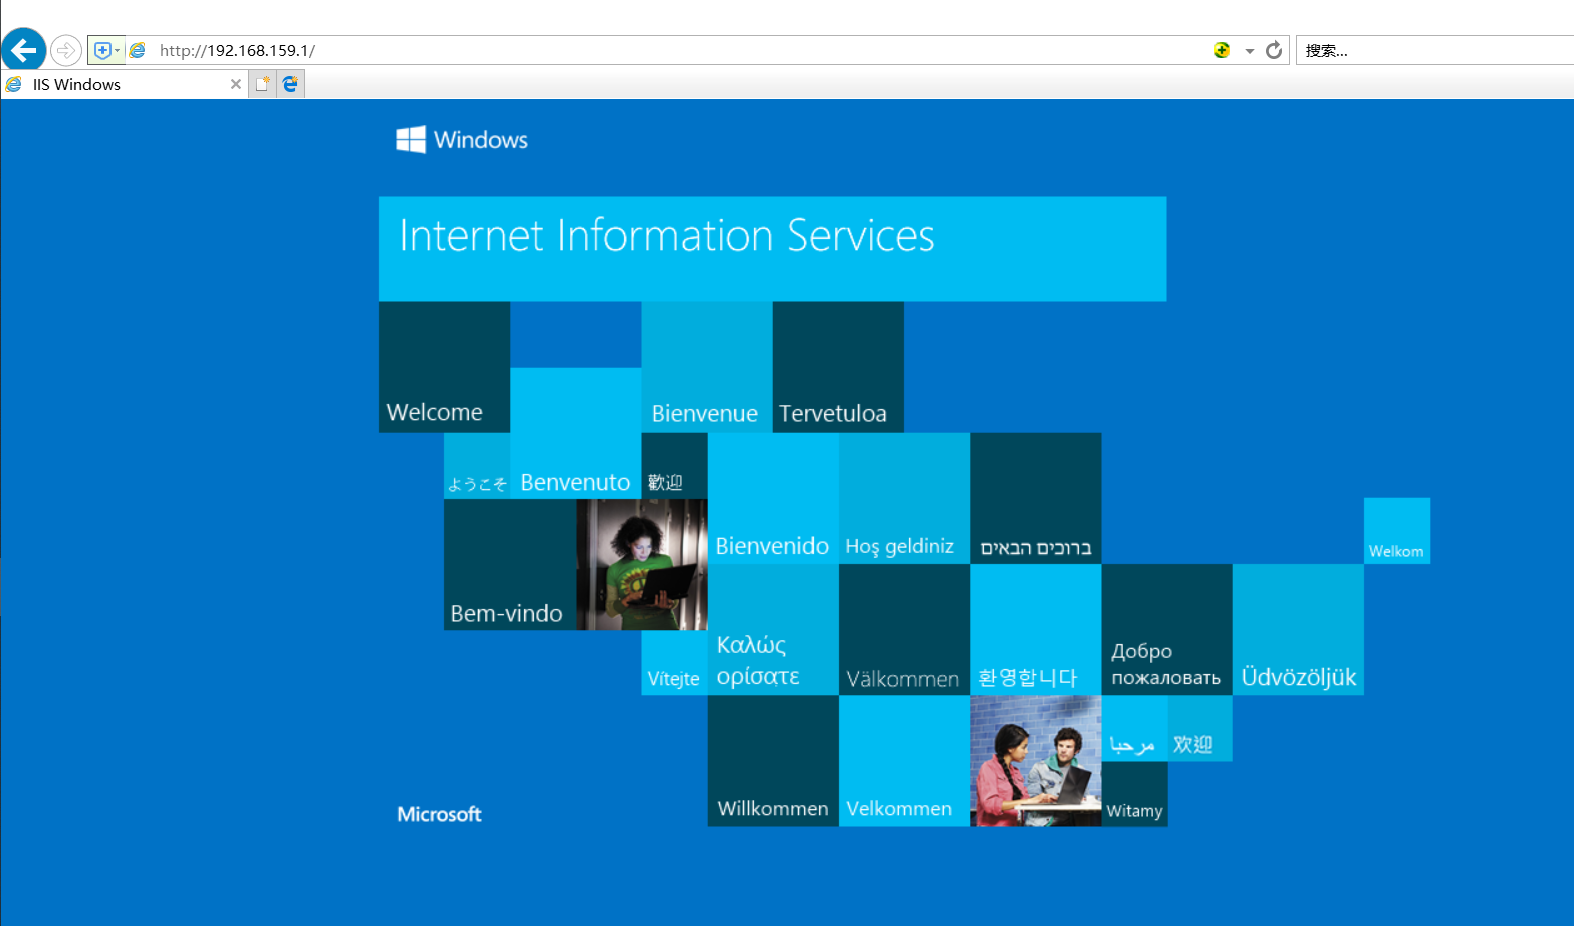 http://192.168.159.1/
搜索...
IIS Windows
Windows
Internet Information Services
Welcome
Bienvenue
Tervetuloa
ようこそ
Benvenuto
歡迎
Bem-vindo
Bienvenido
Hoş geldiniz
ברוכים הבאים
Welkom
Vítejte
Καλώς
ορίσατε
Välkommen
환영합니다
Добро
пожаловать
Üdvözöljük
Microsoft
Willkommen
Velkommen
مرحبا
欢迎
Witamy